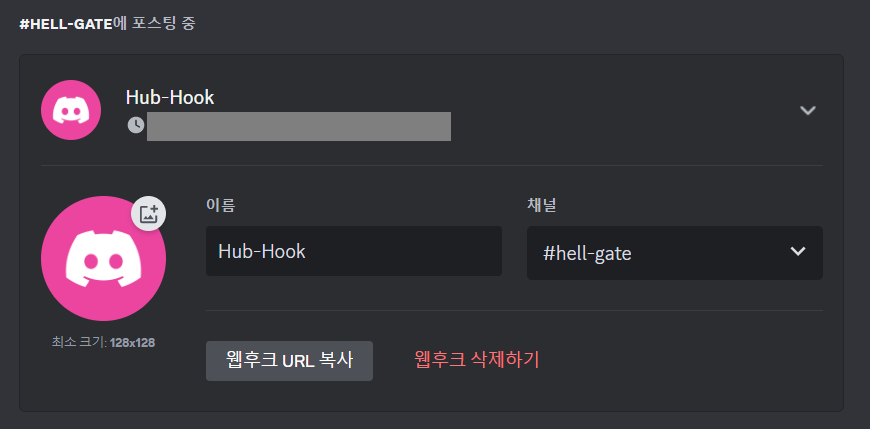 #HELL-GATE에 포스팅 중
Hub-Hook
이름
채널
Hub-Hook
#hell-gate
최소 크기: 128x128
웹후크 URL 복사
웹후크 삭제하기